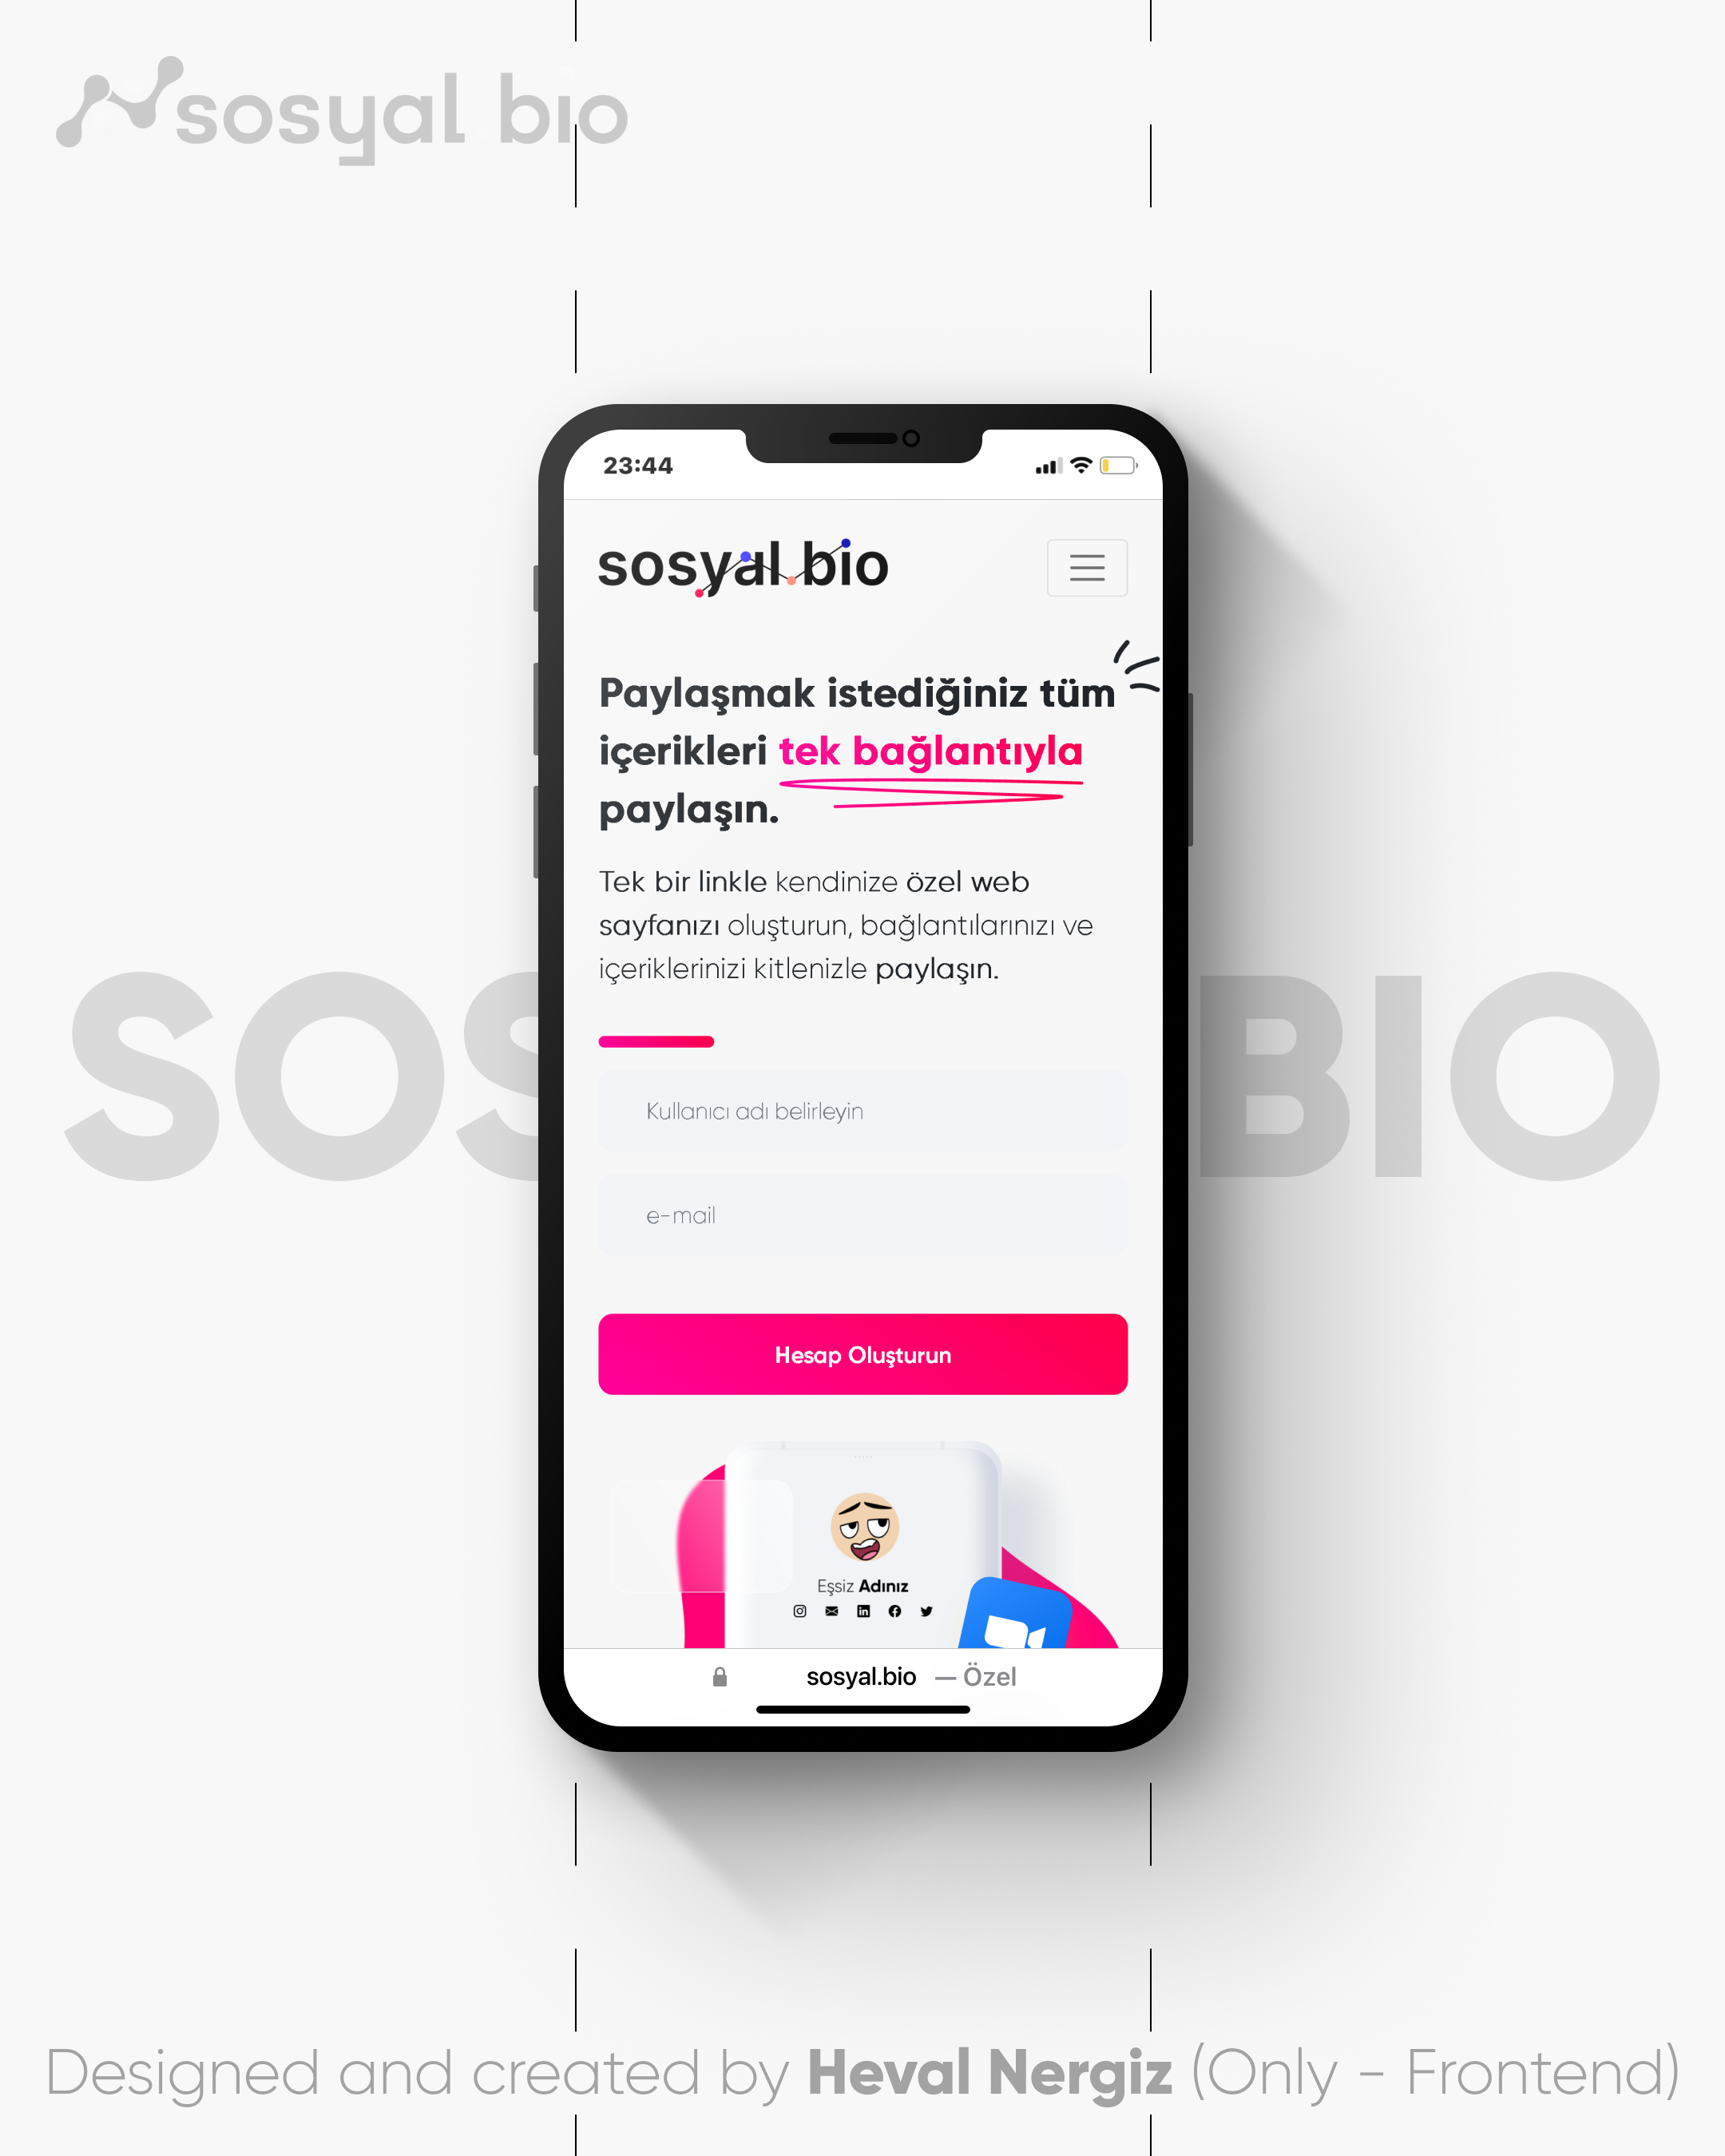 sosyal bio
23:44
sosyal.bio
Paylaşmak istediğiniz tüm
içerikleri tek bağlantıyla
paylaşın.
Tek bir linkle kendinize özel web
sayfanızı oluşturun, bağlantılarınızı ve
içeriklerinizi kitlenizle paylaşın.
SOS BIO
Kullanıcı adı belirleyin
e-mail
Hesap Oluşturun
Eşsiz Adınız
sosyal.bio — Özel
Designed and created by Heval Nergiz (Only - Frontend)